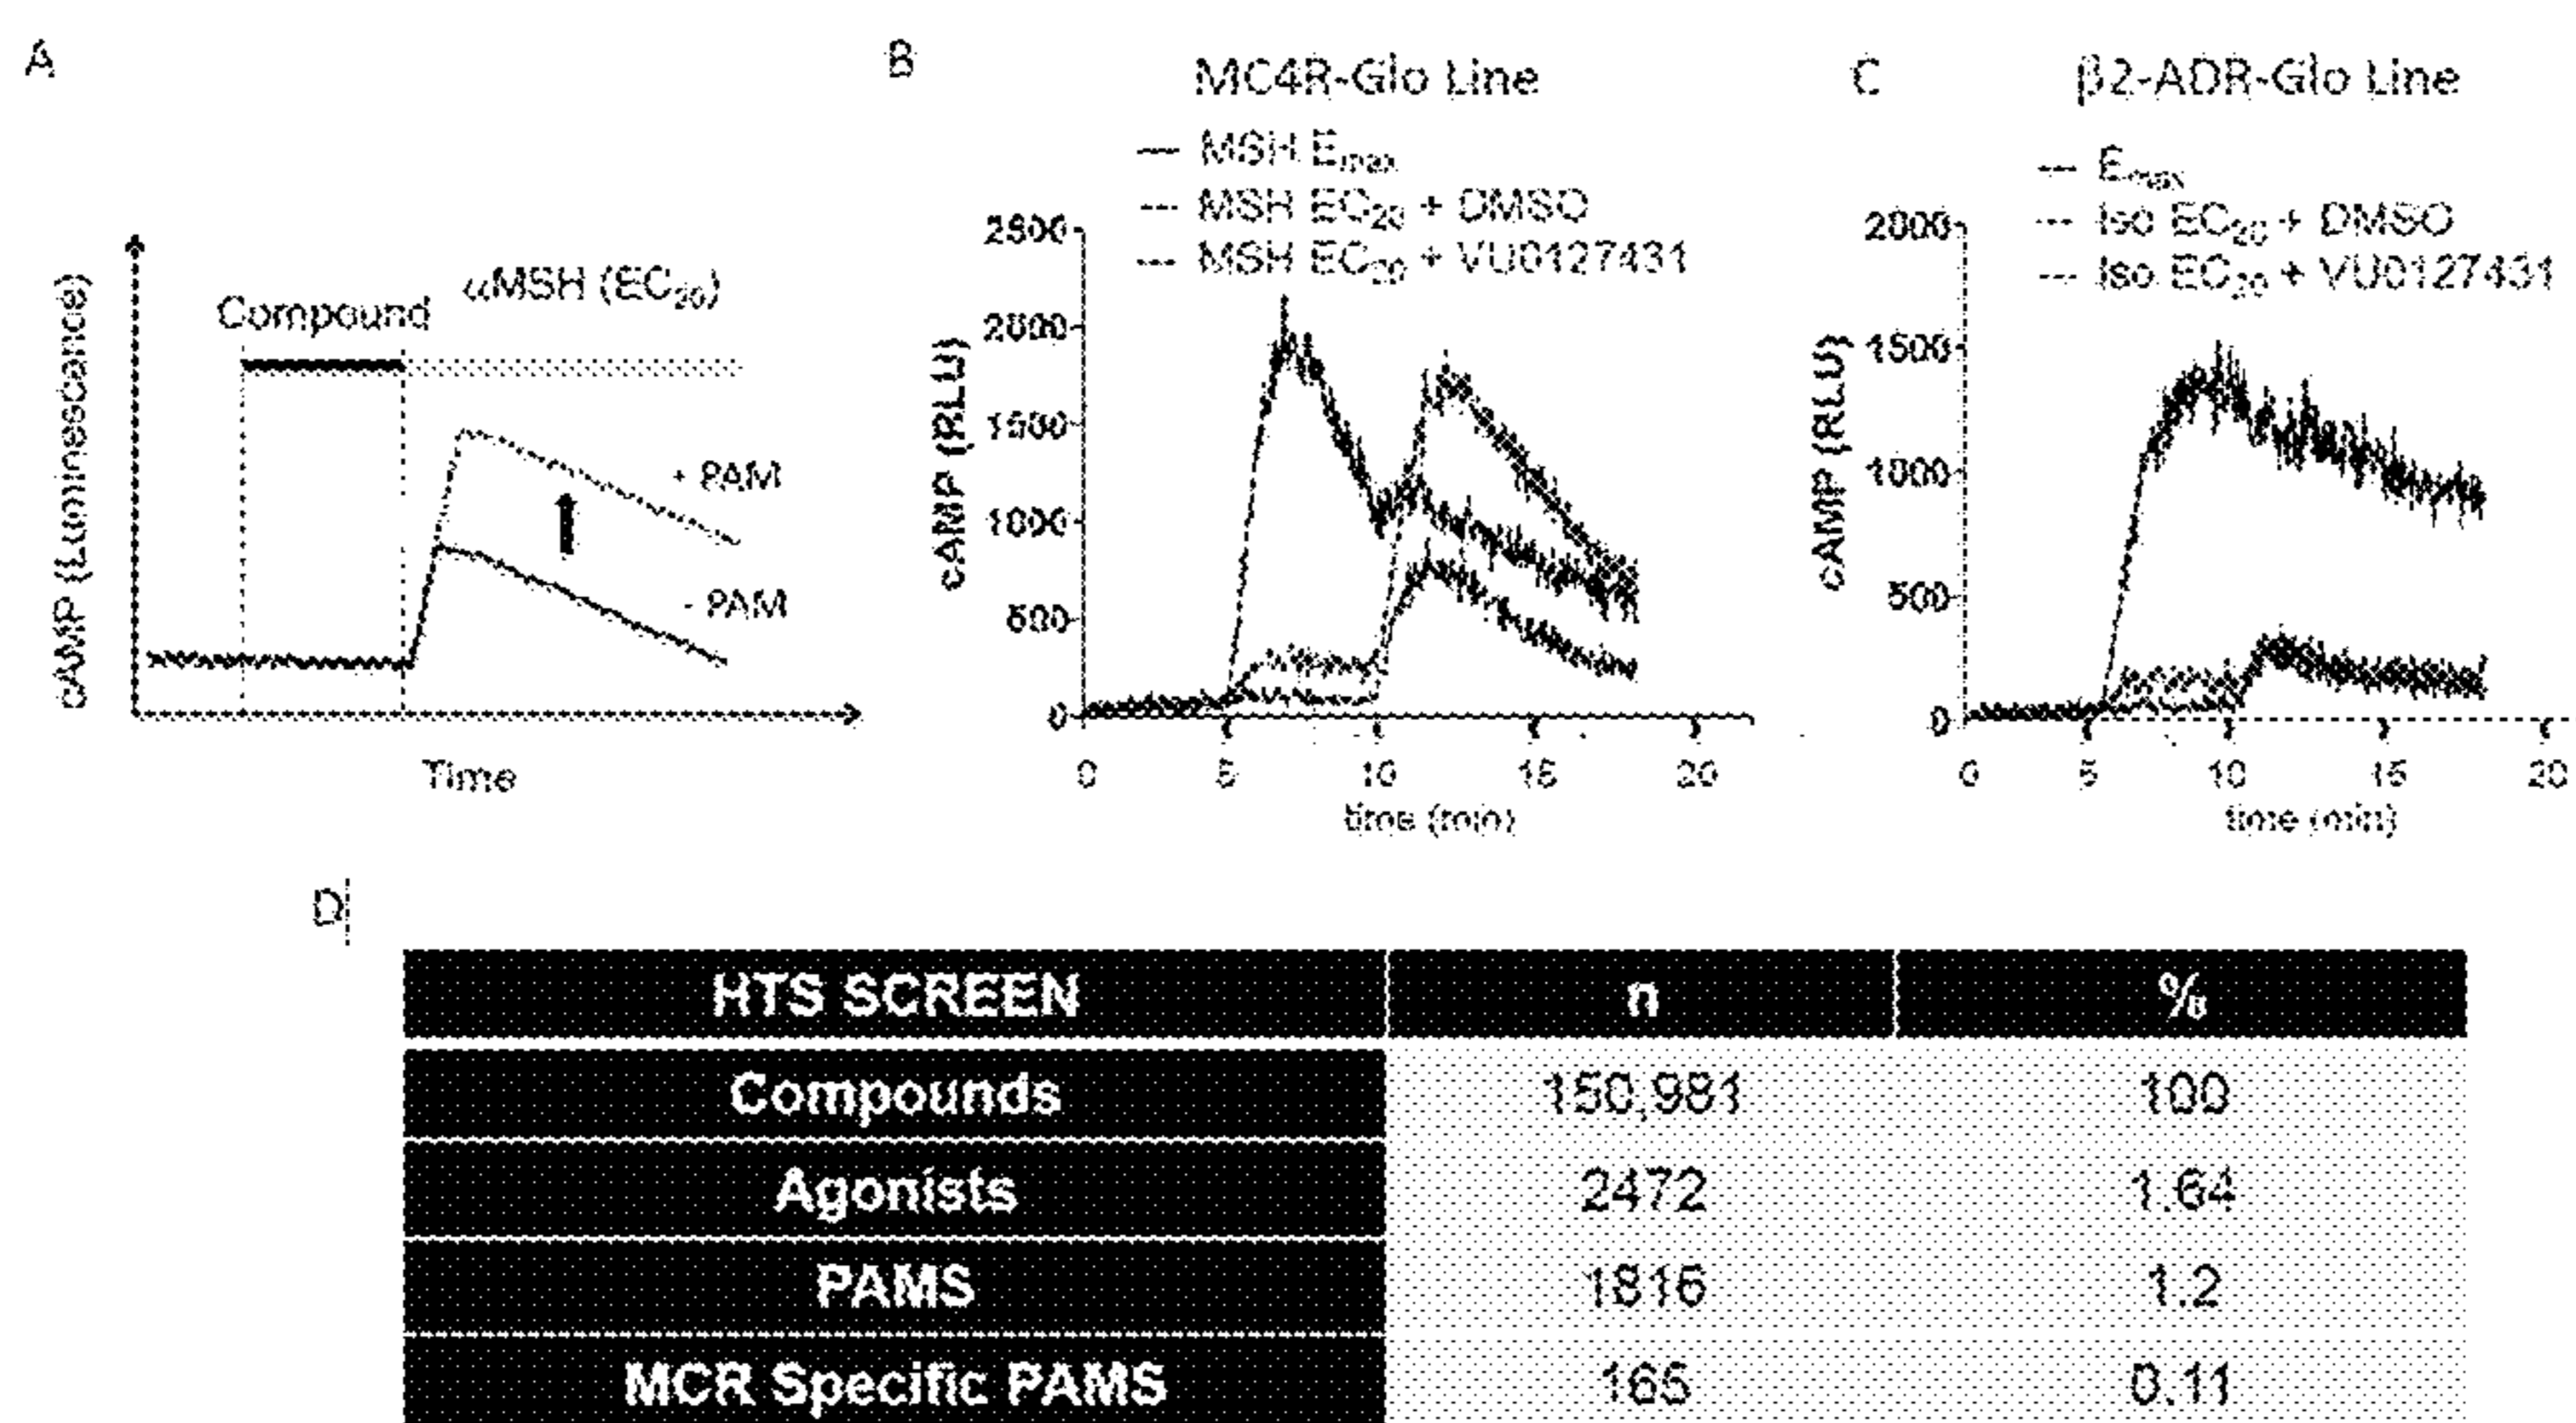 A
cAMP (Luminescence)
Compound
αMSH (EC20)
+ PAM
- PAM
Time
B
MC4R-Glo Line
MSH Emax
MSH EC20 + DMSO
MSH EC20 + VU0127431
cAMP (RLU)
2500
2000
1500
1000
500
0
0 5 10 15 20
time (min)
C
β2-ADR-Glo Line
Emax
Iso EC20 + DMSO
Iso EC20 + VU0127431
cAMP (RLU)
2000
1500
1000
500
0
0 5 10 15 20
time (min)
D
HTS SCREEN n %
Compounds 150,981 100
Agonists 2472 1.64
PAMS 1816 1.2
MCR Specific PAMS 165 0.11